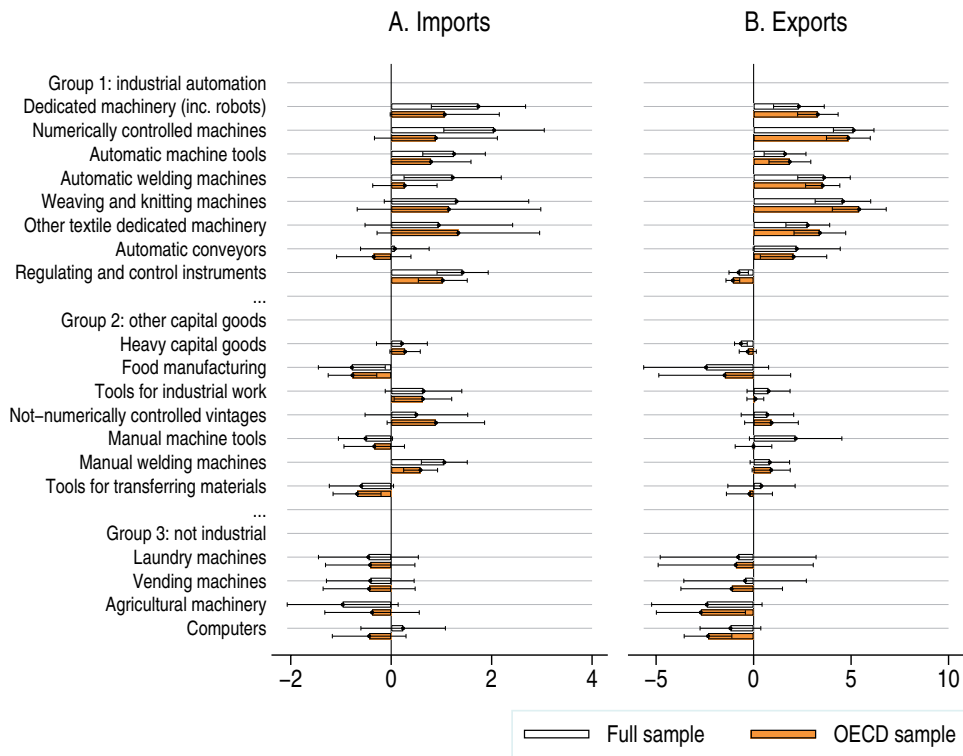 A. Imports
B. Exports
Group 1: industrial automation
Dedicated machinery (inc. robots)
Numerically controlled machines
Automatic machine tools
Automatic welding machines
Weaving and knitting machines
Other textile dedicated machinery
Automatic conveyors
Regulating and control instruments
...
Group 2: other capital goods
Heavy capital goods
Food manufacturing
Tools for industrial work
Not−numerically controlled vintages
Manual machine tools
Manual welding machines
Tools for transferring materials
...
Group 3: not industrial
Laundry machines
Vending machines
Agricultural machinery
Computers
−2 0 2 4
−5 0 5 10
Full sample OECD sample